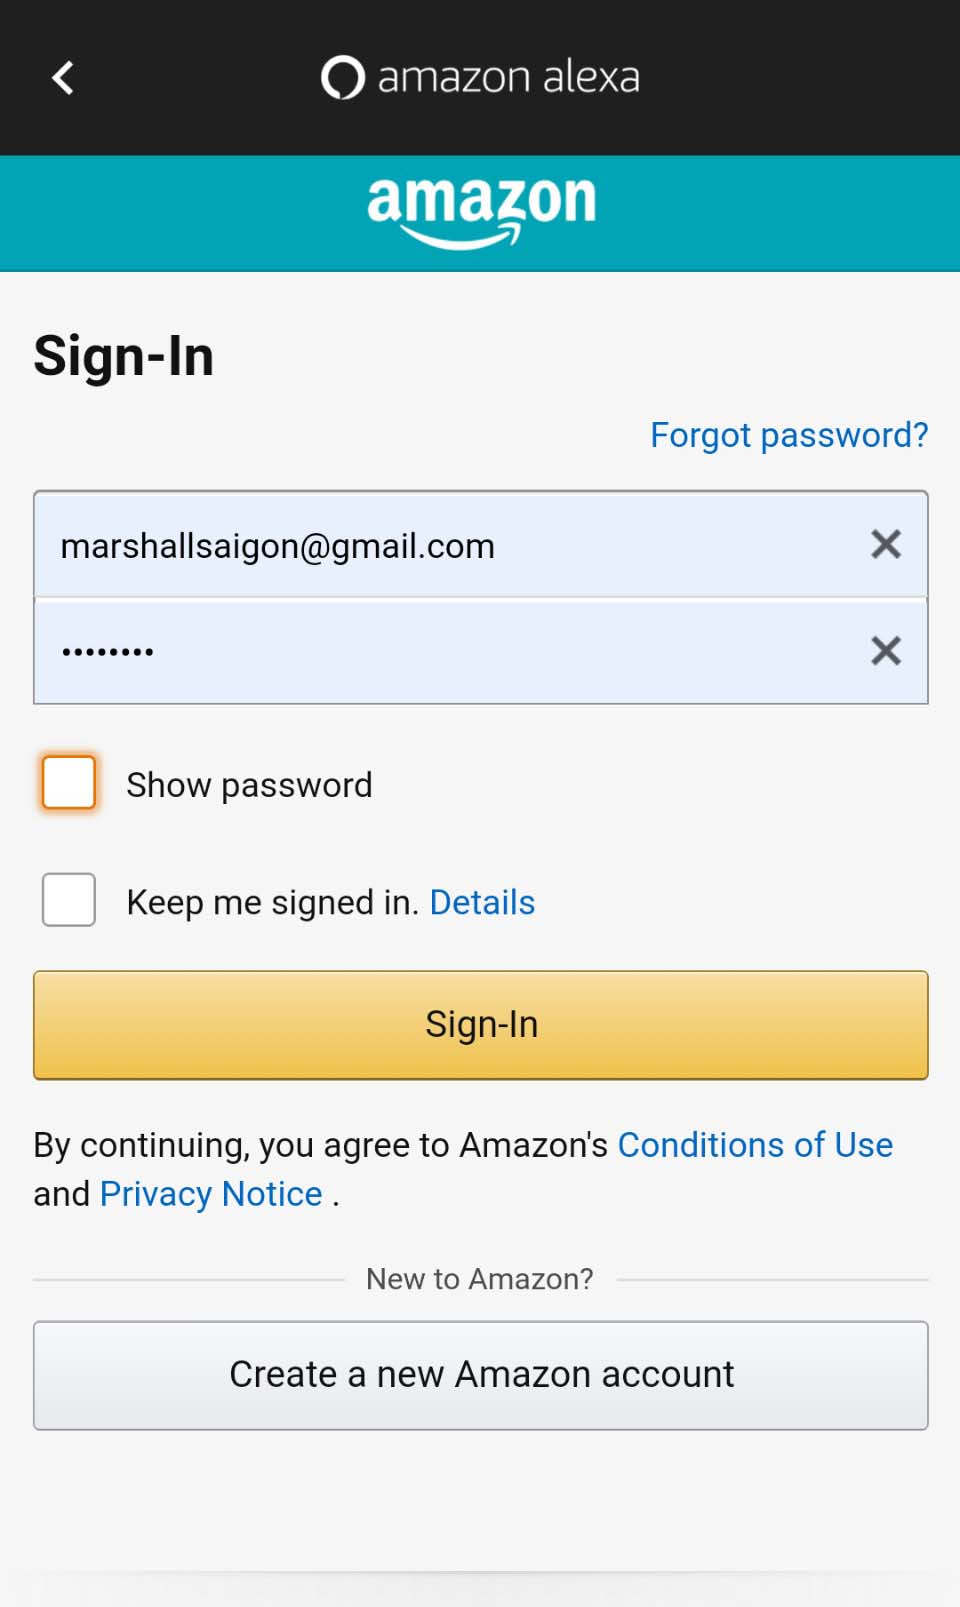 amazon alexa
amazon
Sign-In
Forgot password?
marshallsaigon@gmail.com
••••••••
Show password
Keep me signed in. Details
Sign-In
By continuing, you agree to Amazon's Conditions of Use
and Privacy Notice .
New to Amazon?
Create a new Amazon account